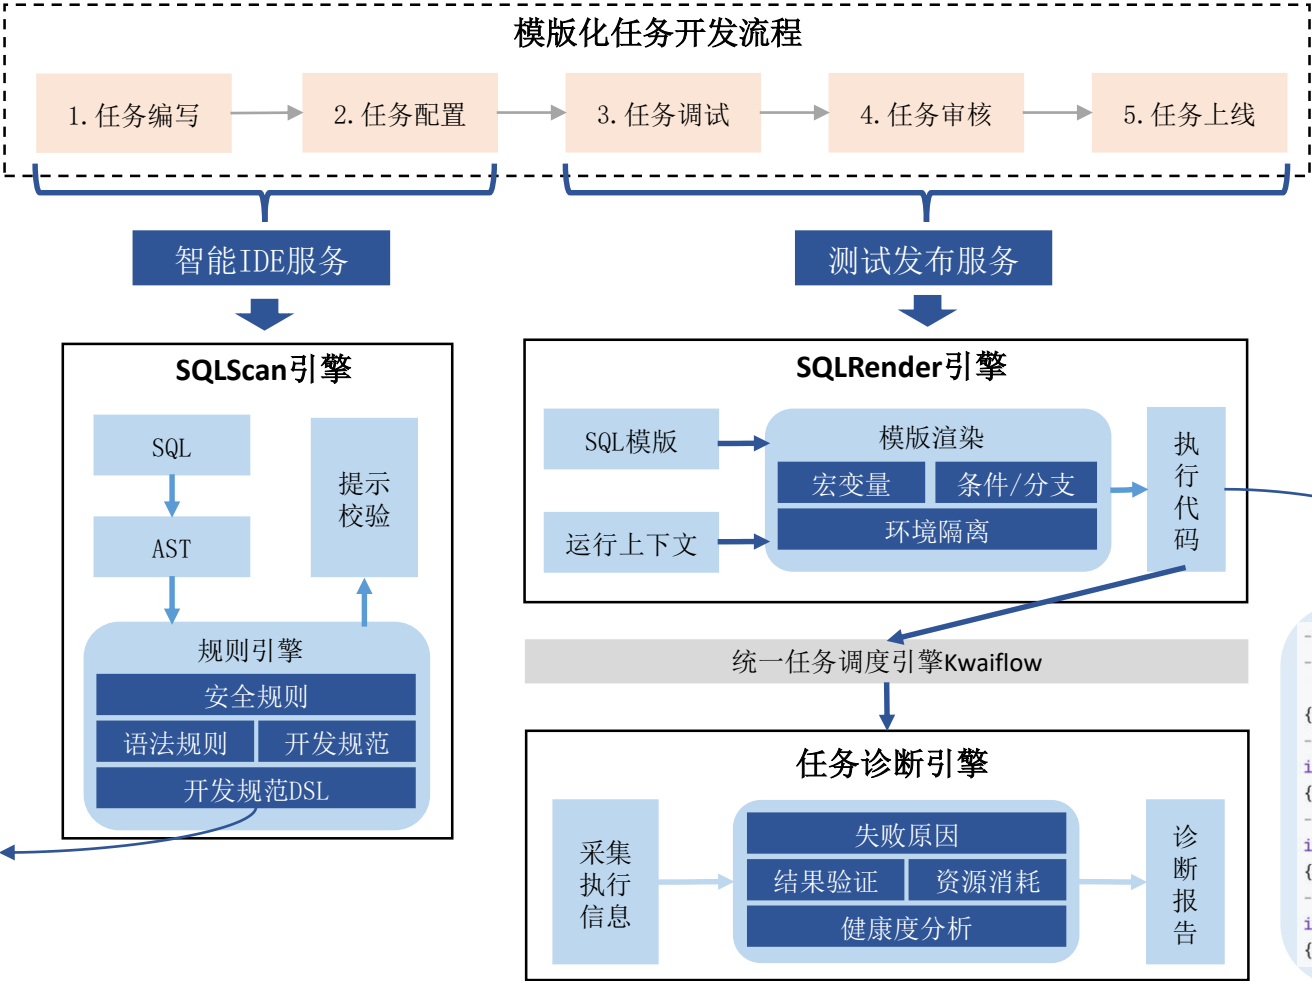 模版化任务开发流程
1.任务编写
2.任务配置
3.任务调试
4.任务审核
5.任务上线
智能IDE服务
测试发布服务
SQLScan引擎
SQL
AST
提示
校验
规则引擎
安全规则
语法规则
开发规范
开发规范DSL
SQLRender引擎
SQL模版
运行上下文
模版渲染
宏变量
条件/分支
环境隔离
执
行
代
码
统一任务调度引擎Kwaiflow
任务诊断引擎
采集
执行
信息
失败原因
结果验证
资源消耗
健康度分析
诊
断
报
告
-
-
{
-
i
{
-
i
{
-
i
{